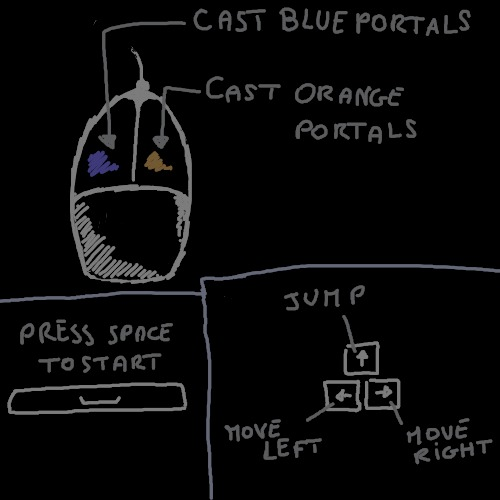 CAST BLUE PORTALS
CAST ORANGE
PORTALS
PRESS SPACE
TO START
JUMP
MOVE
LEFT
MOVE
RIGHT